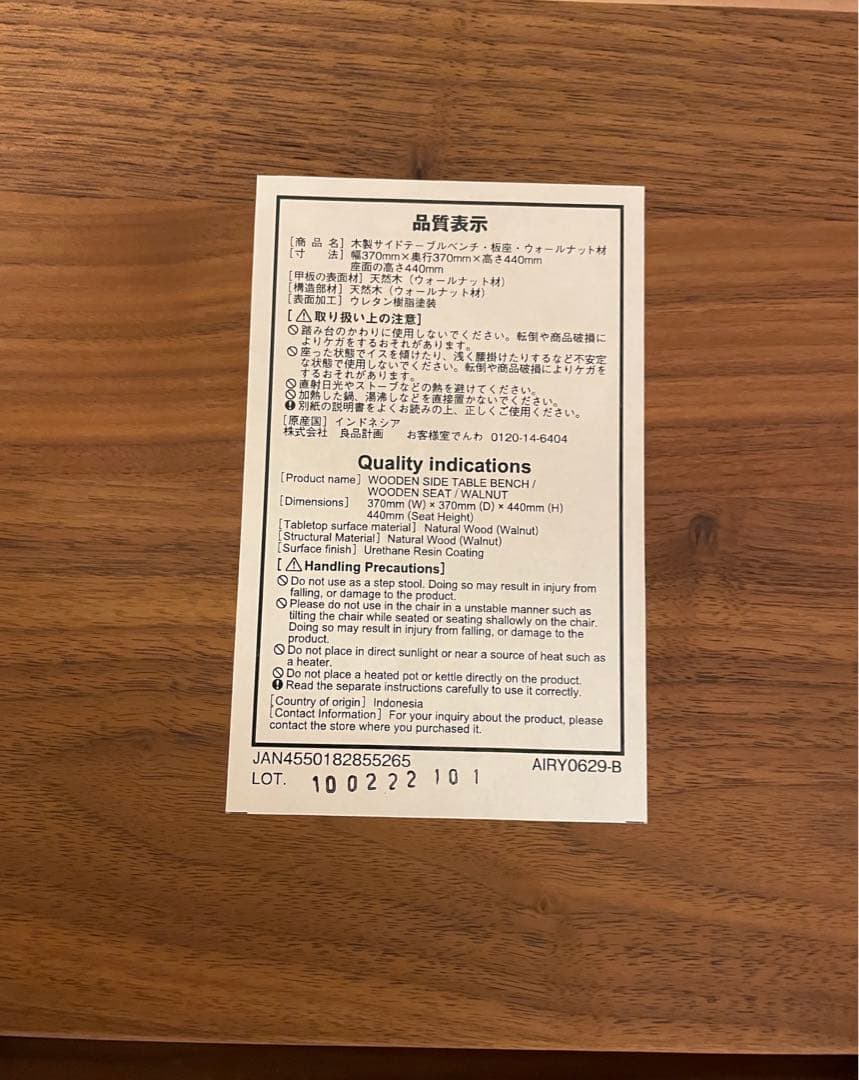 品質表示
[商 品 名] 木製サイドテーブルベンチ・板座・ウォールナット材
[寸 法] 幅370mm×奥行370mm×高さ440mm
座面の高さ440mm
[甲板の表面材] 天然木（ウォールナット材）
[構造部材] 天然木（ウォールナット材）
[表面加工] ウレタン樹脂塗装
[⚠取り扱い上の注意]
🚫踏み台のかわりに使用しないでください。転倒や商品破損に
よりケガをするおそれがあります。
🚫座った状態でイスを傾けたり、浅く腰掛けたりするなど不安定
な状態で使用しないでください。転倒や商品破損によりケガを
するおそれがあります。
🚫直射日光やストーブなどの熱を避けてください。
🚫加熱した鍋、湯沸しなどを直接置かないでください。
❗別紙の説明書をよくお読みの上、正しくご使用ください。
[原産国] インドネシア
株式会社 良品計画 お客様室でんわ 0120-14-6404
Quality indications
[Product name] WOODEN SIDE TABLE BENCH /
WOODEN SEAT / WALNUT
[Dimensions] 370mm (W) × 370mm (D) × 440mm (H)
440mm (Seat Height)
[Tabletop surface material] Natural Wood (Walnut)
[Structural Material] Natural Wood (Walnut)
[Surface finish] Urethane Resin Coating
[⚠Handling Precautions]
🚫Do not use as a step stool. Doing so may result in injury from
falling, or damage to the product.
🚫Please do not use in the chair in a unstable manner such as
tilting the chair while seated or seating shallowly on the chair.
Doing so may result in injury from falling, or damage to the
product.
🚫Do not place in direct sunlight or near a source of heat such as
a heater.
🚫Do not place a heated pot or kettle directly on the product.
❗Read the separate instructions carefully to use it correctly.
[Country of origin] Indonesia
[Contact Information] For your inquiry about the product, please
contact the store where you purchased it.
JAN4550182855265 AIRY0629-B
LOT. 100222 101